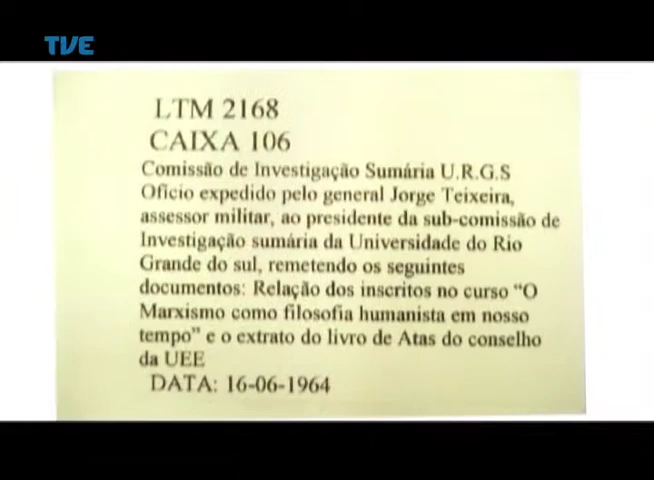 TVE
LTM 2168
CAIXA 106
Comissão de Investigação Sumária U.R.G.S
Ofício expedido pelo general Jorge Teixeira,
assessor militar, ao presidente da sub-comissão de
Investigação sumária da Universidade do Rio
Grande do sul, remetendo os seguintes
documentos: Relação dos inscritos no curso “O
Marxismo como filosofia humanista em nosso
tempo” e o extrato do livro de Atas do conselho
da UEE
DATA: 16-06-1964